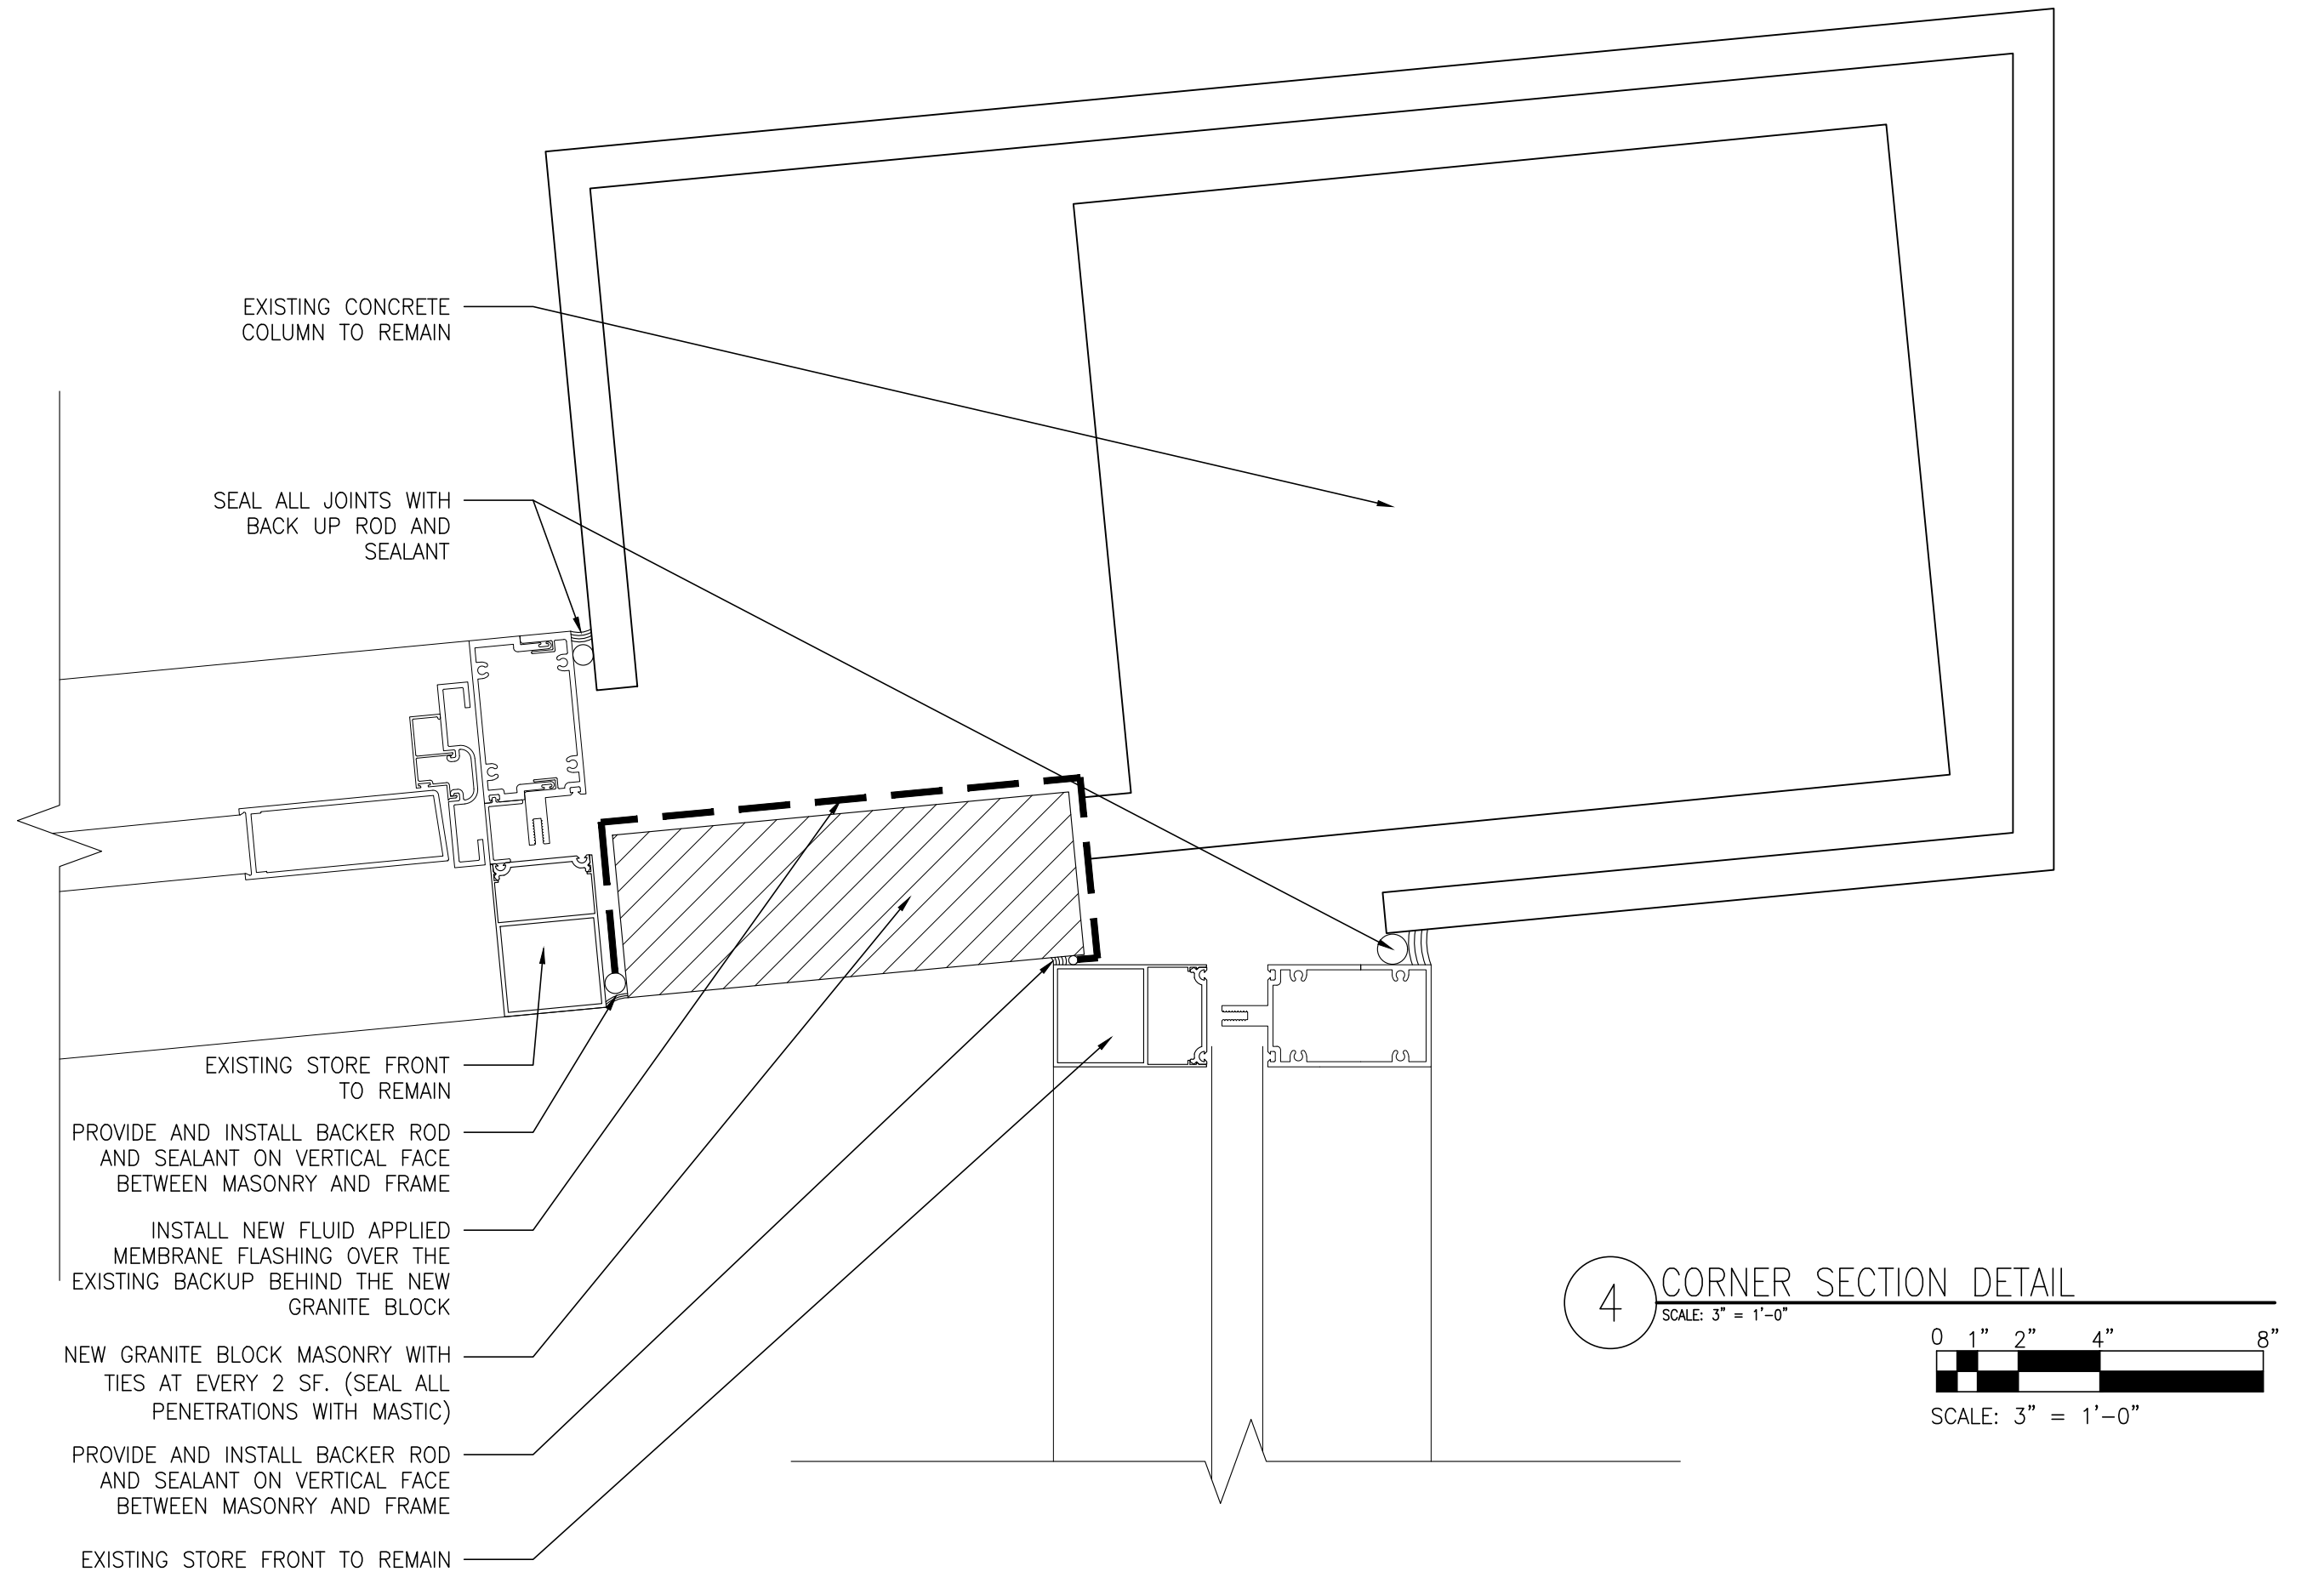 EXISTING CONCRETE
COLUMN TO REMAIN
SEAL ALL JOINTS WITH
BACK UP ROD AND
SEALANT
EXISTING STORE FRONT
TO REMAIN
PROVIDE AND INSTALL BACKER ROD
AND SEALANT ON VERTICAL FACE
BETWEEN MASONRY AND FRAME
INSTALL NEW FLUID APPLIED
MEMBRANE FLASHING OVER THE
EXISTING BACKUP BEHIND THE NEW
GRANITE BLOCK
NEW GRANITE BLOCK MASONRY WITH
TIES AT EVERY 2 SF. (SEAL ALL
PENETRATIONS WITH MASTIC)
PROVIDE AND INSTALL BACKER ROD
AND SEALANT ON VERTICAL FACE
BETWEEN MASONRY AND FRAME
EXISTING STORE FRONT TO REMAIN
4 CORNER SECTION DETAIL
SCALE: 3" = 1'-0"
0 1" 2" 4" 8"
SCALE: 3" = 1'-0"